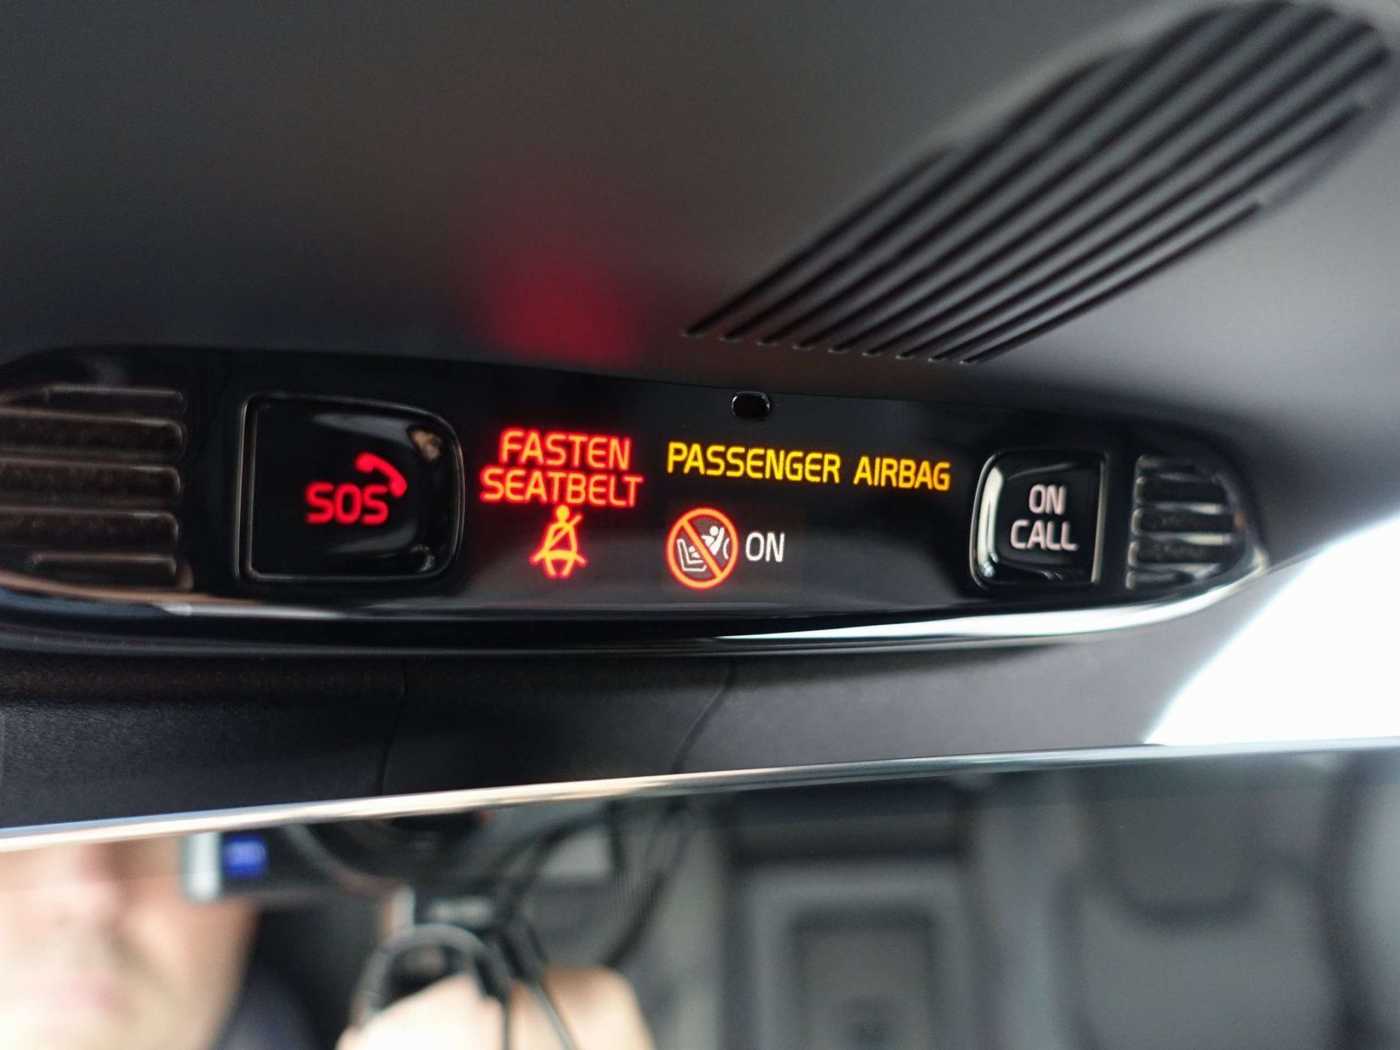 SOS
FASTEN
SEATBELT
PASSENGER AIRBAG
ON
ON
CALL